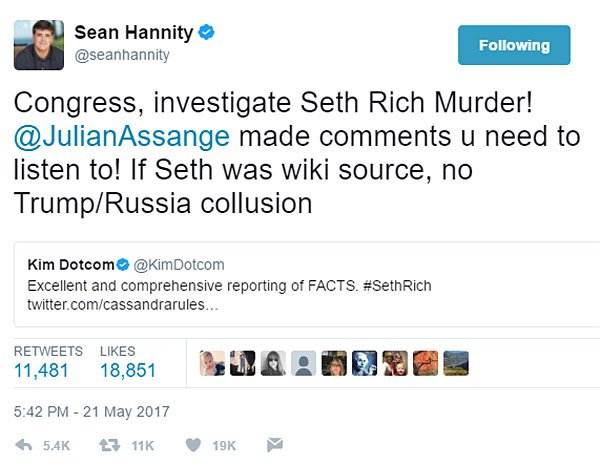 Sean Hannity
@seanhannity
Following
Congress, investigate Seth Rich Murder!
@JulianAssange made comments u need to
listen to! If Seth was wiki source, no
Trump/Russia collusion
Kim Dotcom @KimDotcom
Excellent and comprehensive reporting of FACTS. #SethRich
twitter.com/cassandrarules…
RETWEETS LIKES
11,481 18,851
5:42 PM - 21 May 2017
5.4K 11K 19K